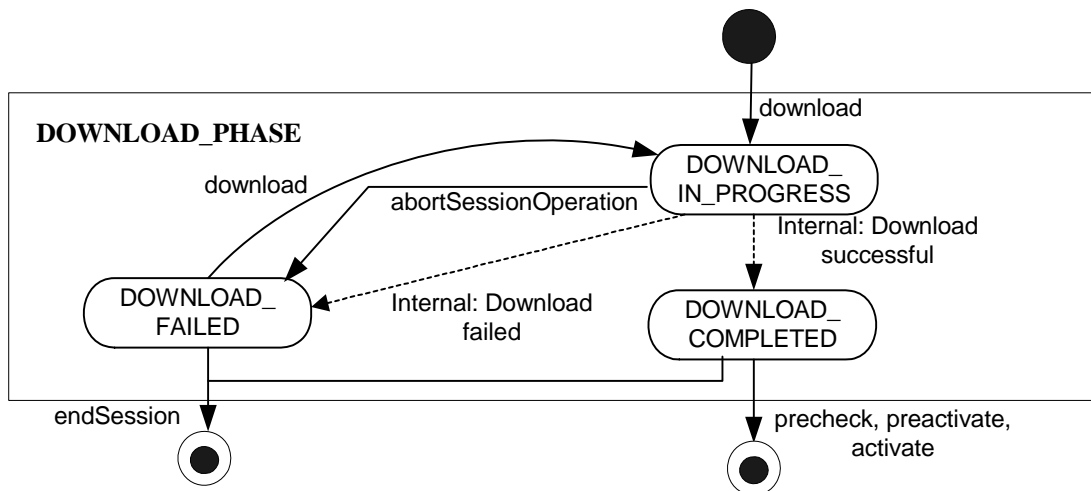 download
DOWNLOAD_PHASE
DOWNLOAD_
IN_PROGRESS
download
abortSessionOperation
Internal: Download
successful
DOWNLOAD_
FAILED
Internal: Download
failed
DOWNLOAD_
COMPLETED
endSession
precheck, preactivate,
activate